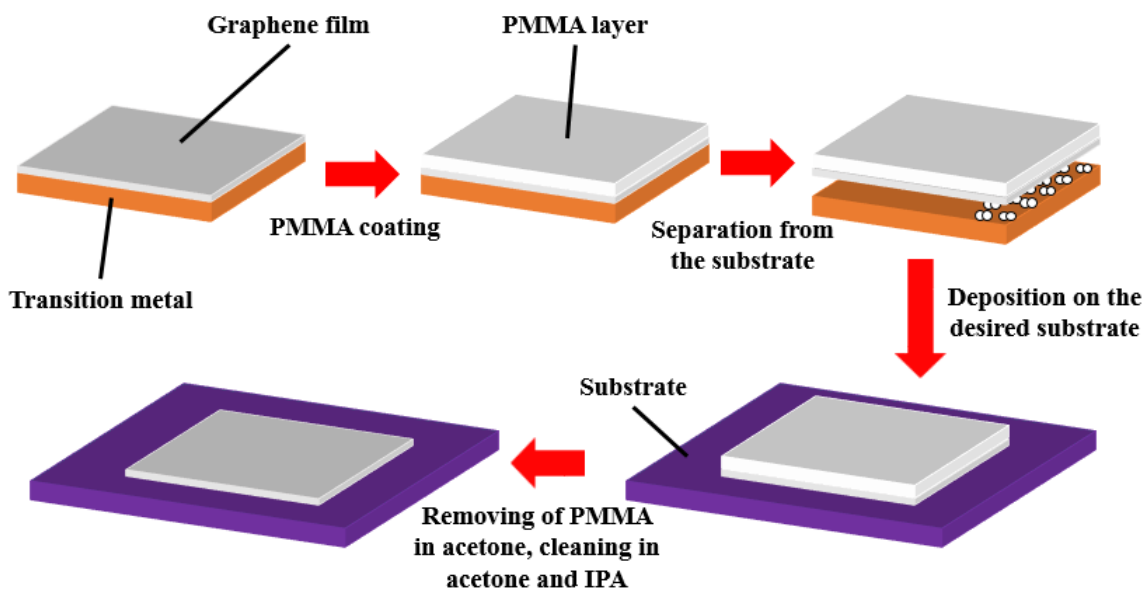 Graphene film
PMMA layer
PMMA coating
Separation from
the substrate
Transition metal
Deposition on the
desired substrate
Substrate
Removing of PMMA
in acetone, cleaning in
acetone and IPA